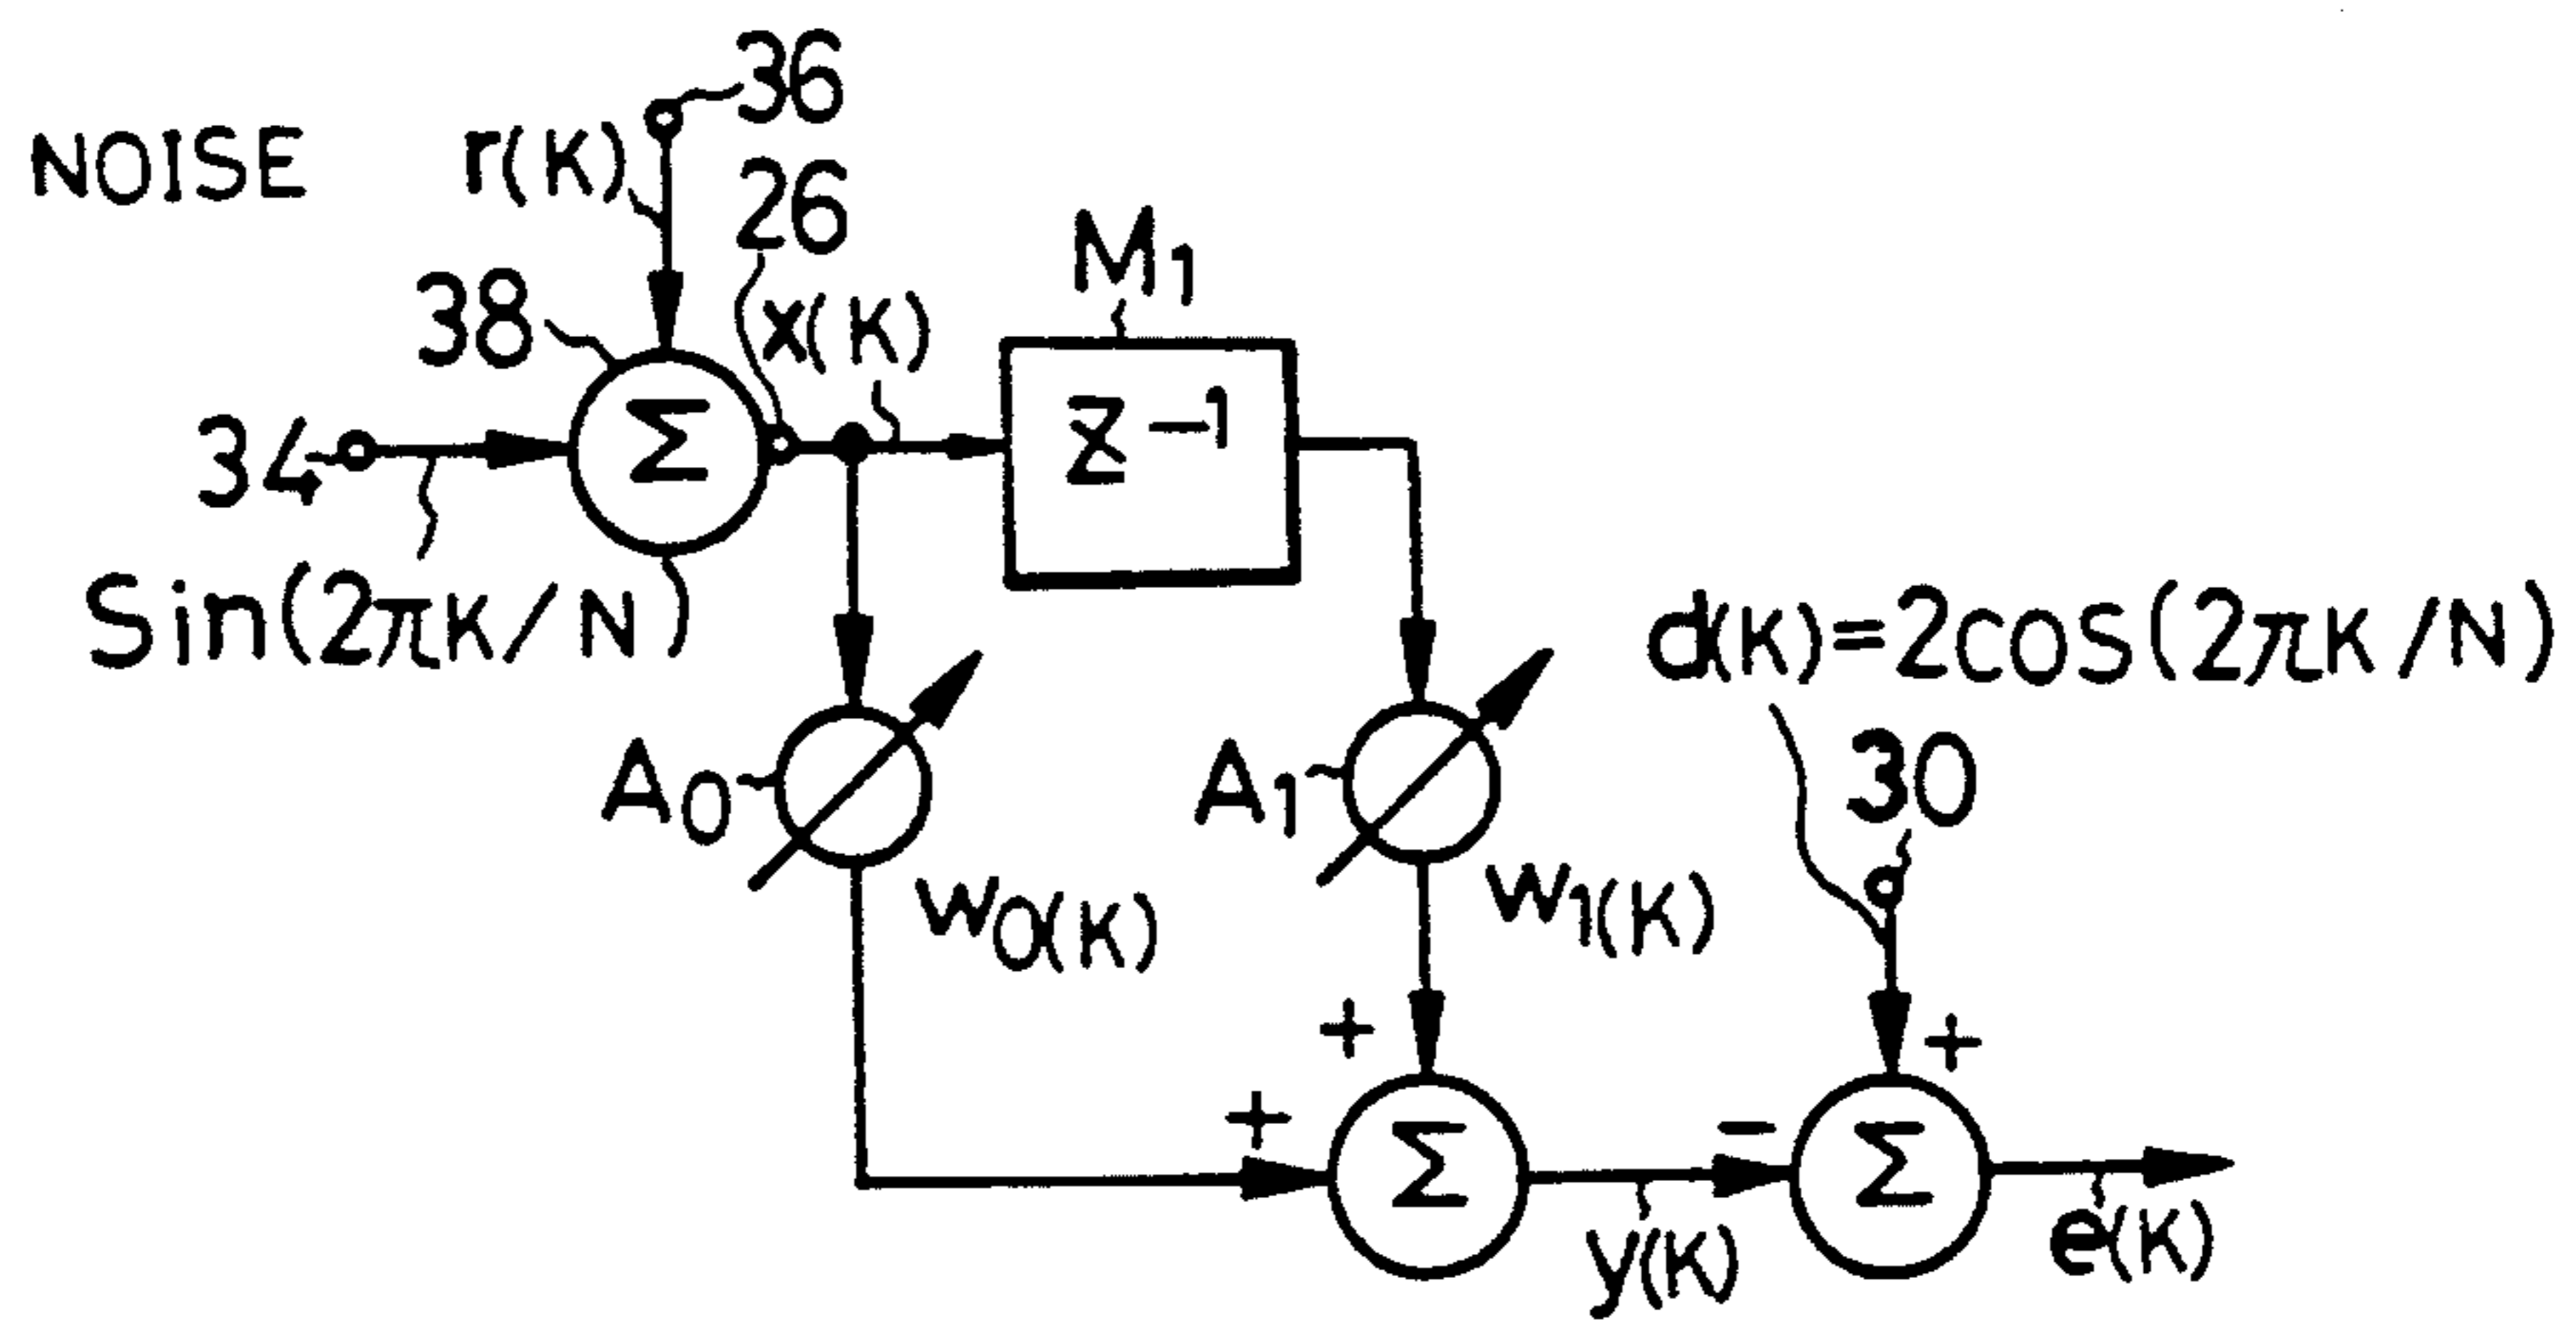 36
NOISE
r(K)
26
38
x(K)
M1
Σ
Z⁻¹
34
Sin(2πK/N)
d(K)=2cos(2πK/N)
30
A0
A1
w0(K)
w1(K)
+
+
+
−
Σ
Σ
y(K)
e(K)